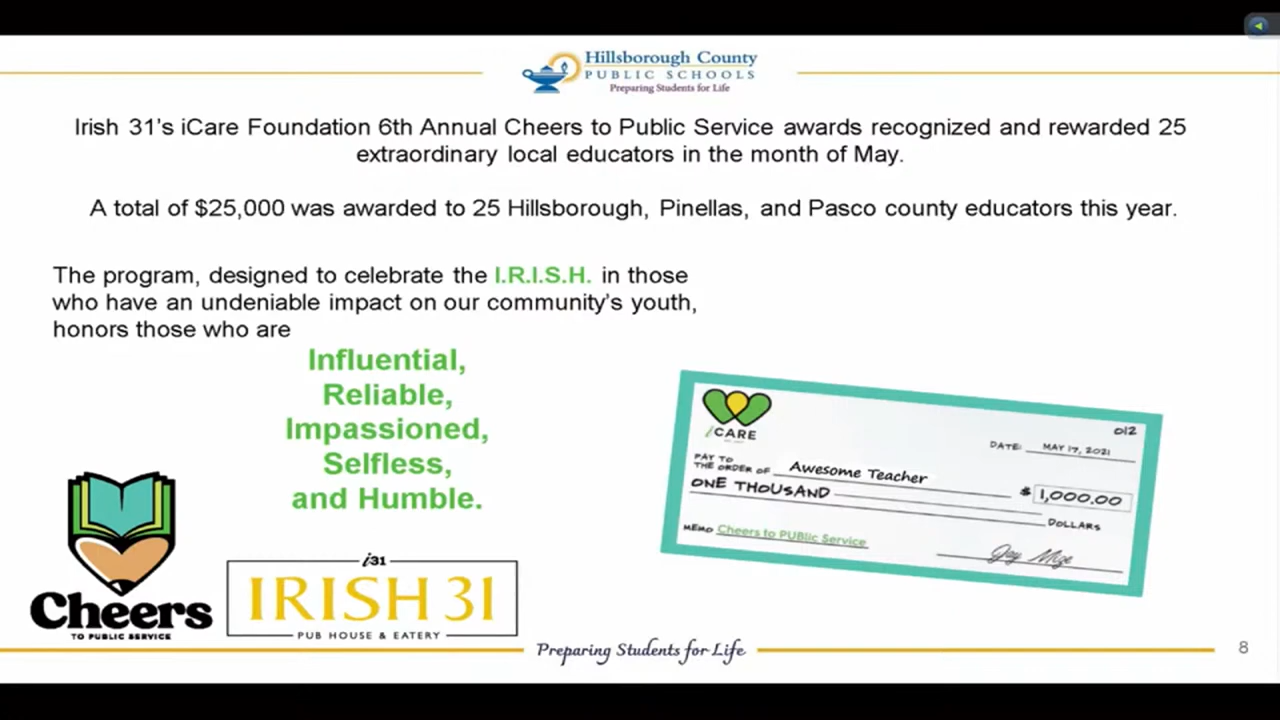 Hillsborough County
PUBLIC SCHOOLS
Preparing Students for Life
Irish 31's iCare Foundation 6th Annual Cheers to Public Service awards recognized and rewarded 25
extraordinary local educators in the month of May.
A total of $25,000 was awarded to 25 Hillsborough, Pinellas, and Pasco county educators this year.
The program, designed to celebrate the I.R.I.S.H. in those
who have an undeniable impact on our community's youth,
honors those who are
Influential,
Reliable,
Impassioned,
Selfless,
and Humble.
iCARE
012
DATE: MAY 17, 2021
PAY TO
THE ORDER OF Awesome Teacher
$ 1,000.00
ONE THOUSAND
DOLLARS
MEMO Cheers to PUBlic Service
Jay Mize
Cheers
TO PUBLIC SERVICE
i31
IRISH 31
PUB HOUSE & EATERY
Preparing Students for Life
8